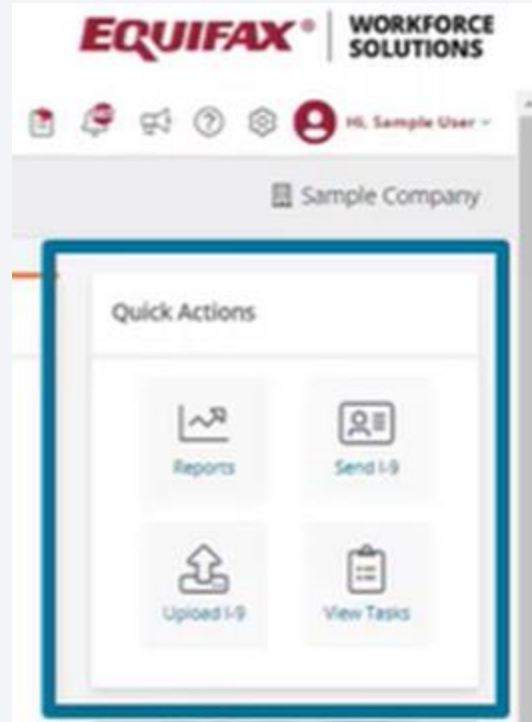 EQUIFAX® | WORKFORCE SOLUTIONS
Hi, Sample User
Sample Company
Quick Actions
Reports
Send I-9
Upload I-9
View Tasks